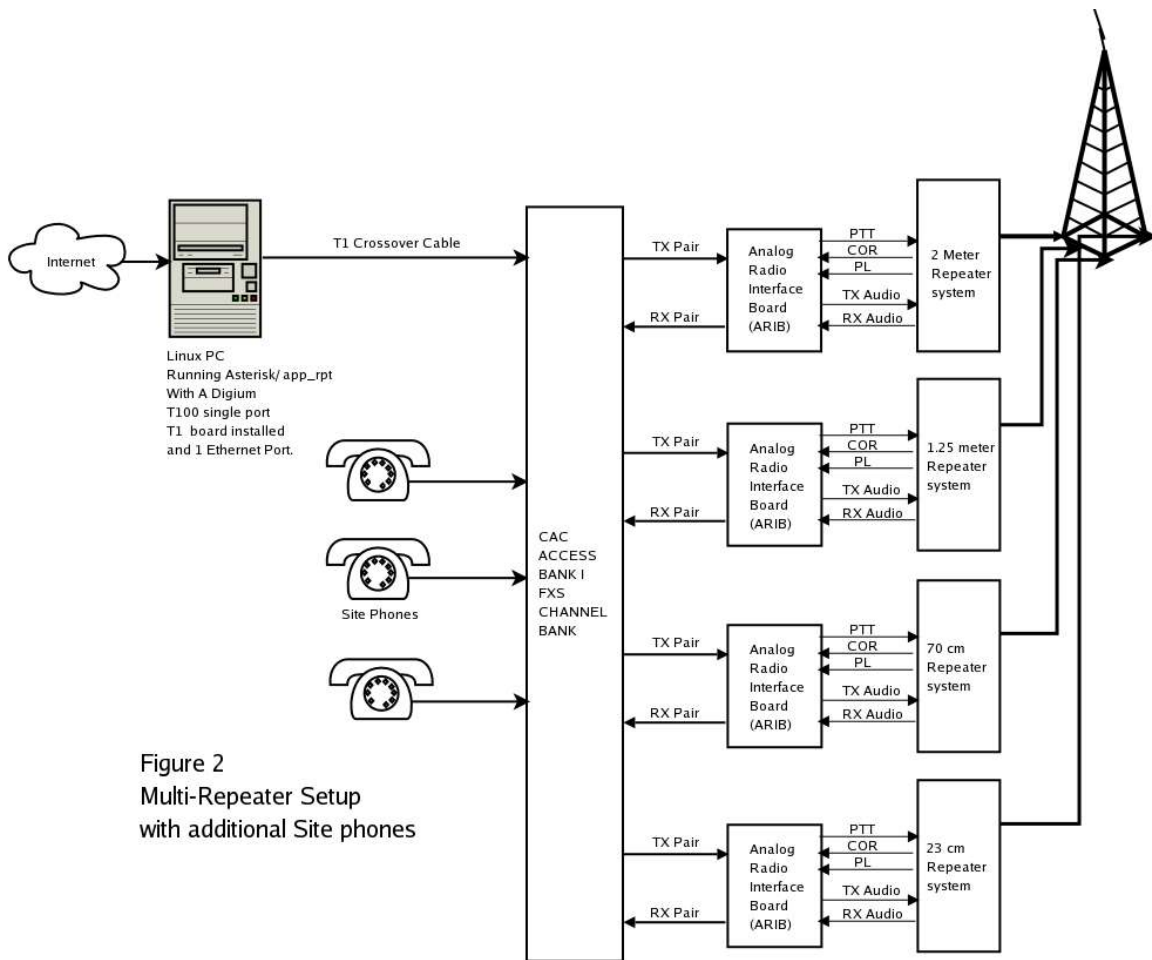 Internet
T1 Crossover Cable
Linux PC
Running Asterisk/ app_rpt
With A Digium
T100 single port
T1 board installed
and 1 Ethernet Port.
Site Phones
CAC
ACCESS
BANK I
FXS
CHANNEL
BANK
TX Pair
RX Pair
Analog
Radio
Interface
Board
(ARIB)
PTT
COR
PL
TX Audio
RX Audio
2 Meter
Repeater
system
TX Pair
RX Pair
Analog
Radio
Interface
Board
(ARIB)
PTT
COR
PL
TX Audio
RX Audio
1.25 meter
Repeater
system
TX Pair
RX Pair
Analog
Radio
Interface
Board
(ARIB)
PTT
COR
PL
TX Audio
RX Audio
70 cm
Repeater
system
TX Pair
RX Pair
Analog
Radio
Interface
Board
(ARIB)
PTT
COR
PL
TX Audio
RX Audio
23 cm
Repeater
system
Figure 2
Multi-Repeater Setup
with additional Site phones